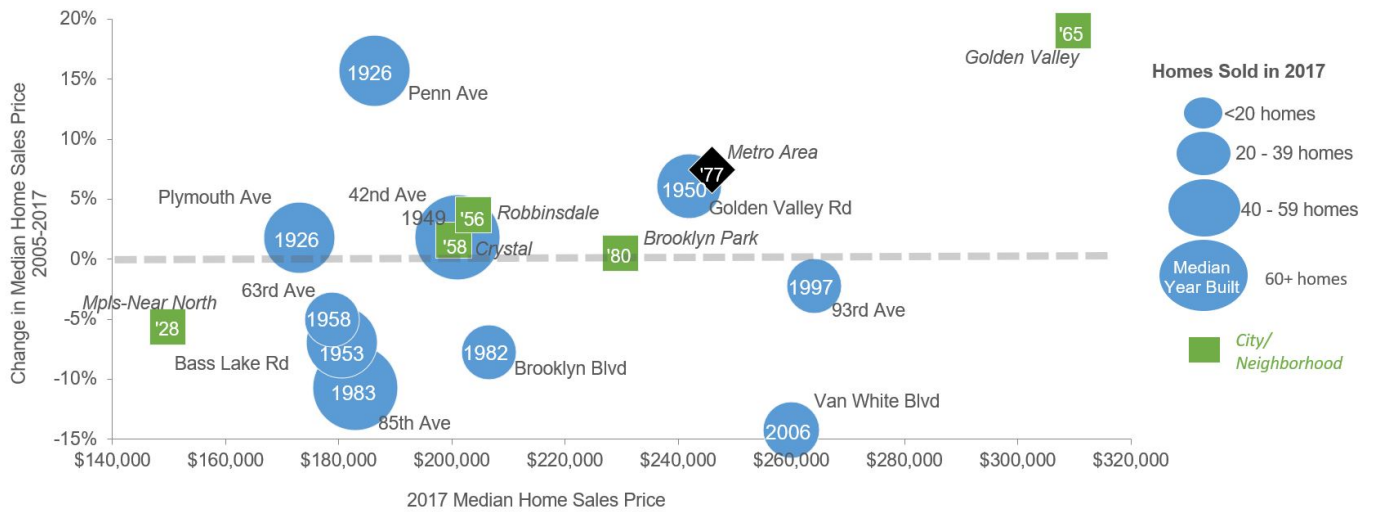 Change in Median Home Sales Price
2005-2017
20%
15%
10%
5%
0%
-5%
-10%
-15%
$140,000
$160,000
$180,000
$200,000
$220,000
$240,000
$260,000
$280,000
$300,000
$320,000
2017 Median Home Sales Price
'65
Golden Valley
1926
Penn Ave
Metro Area
'77
1950
Golden Valley Rd
Plymouth Ave
1926
42nd Ave
1949
'56
Robbinsdale
'58
Crystal
Brooklyn Park
'80
63rd Ave
1958
Mpls-Near North
'28
Bass Lake Rd
1953
1983
85th Ave
1982
Brooklyn Blvd
1997
93rd Ave
Van White Blvd
2006
Homes Sold in 2017
<20 homes
20 - 39 homes
40 - 59 homes
Median
Year Built
60+ homes
City/
Neighborhood